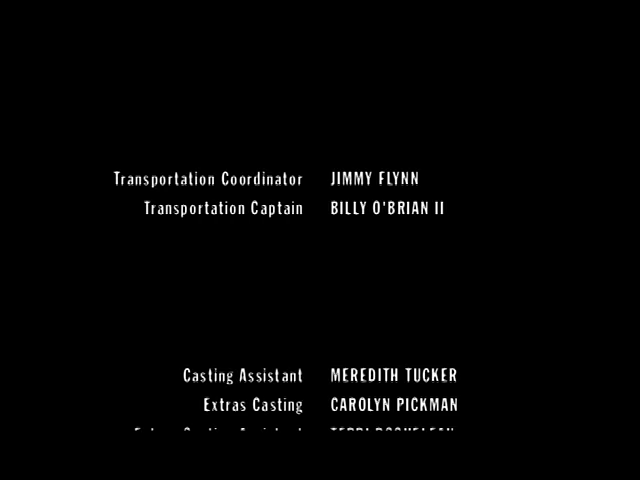 Transportation Coordinator JIMMY FLYNN
Transportation Captain BILLY O'BRIAN II
Casting Assistant MEREDITH TUCKER
Extras Casting CAROLYN PICKMAN